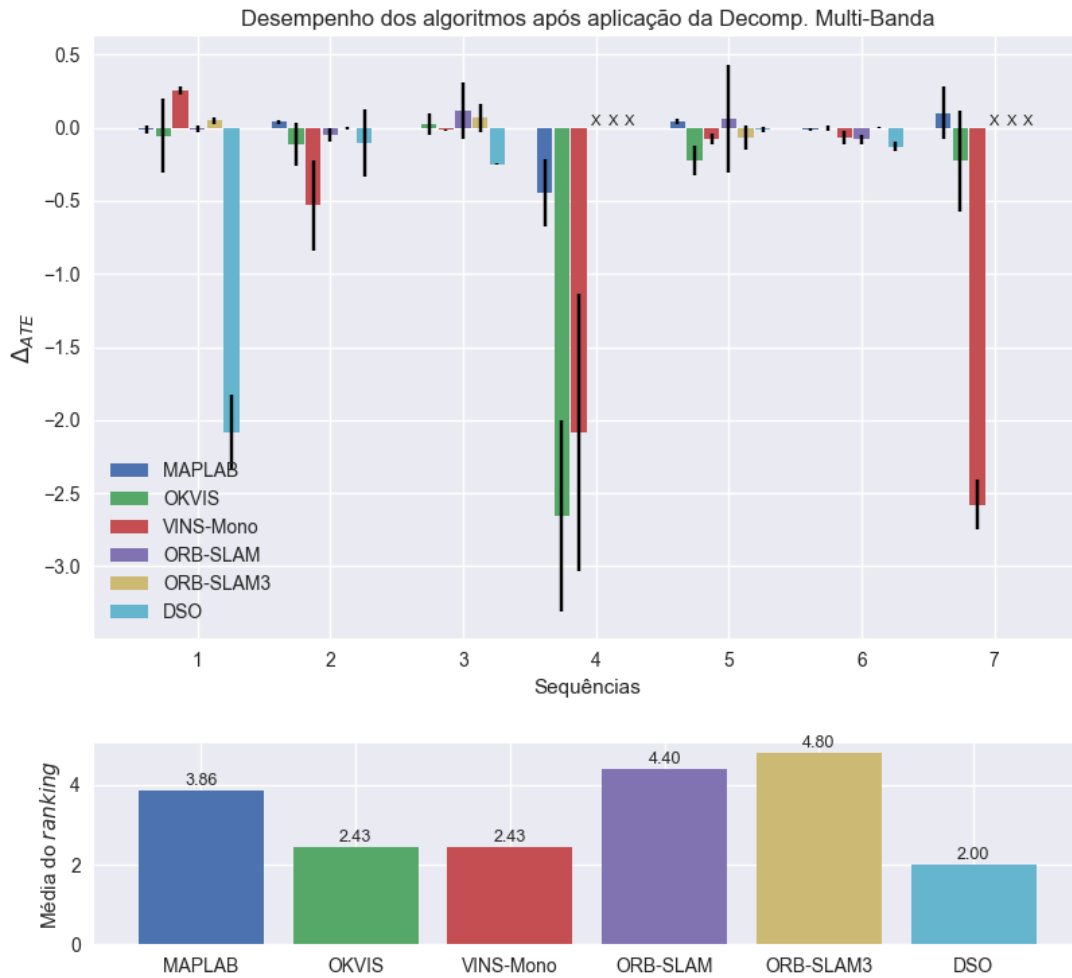 Desempenho dos algoritmos após aplicação da Decomp. Multi-Banda
0.5
0.0
−0.5
−1.0
−1.5
−2.0
−2.5
−3.0
Δ_ATE
x x x
x x x
MAPLAB
OKVIS
VINS-Mono
ORB-SLAM
ORB-SLAM3
DSO
1 2 3 4 5 6 7
Sequências
Média do ranking
4
2
0
3.86 2.43 2.43 4.40 4.80 2.00
MAPLAB OKVIS VINS-Mono ORB-SLAM ORB-SLAM3 DSO